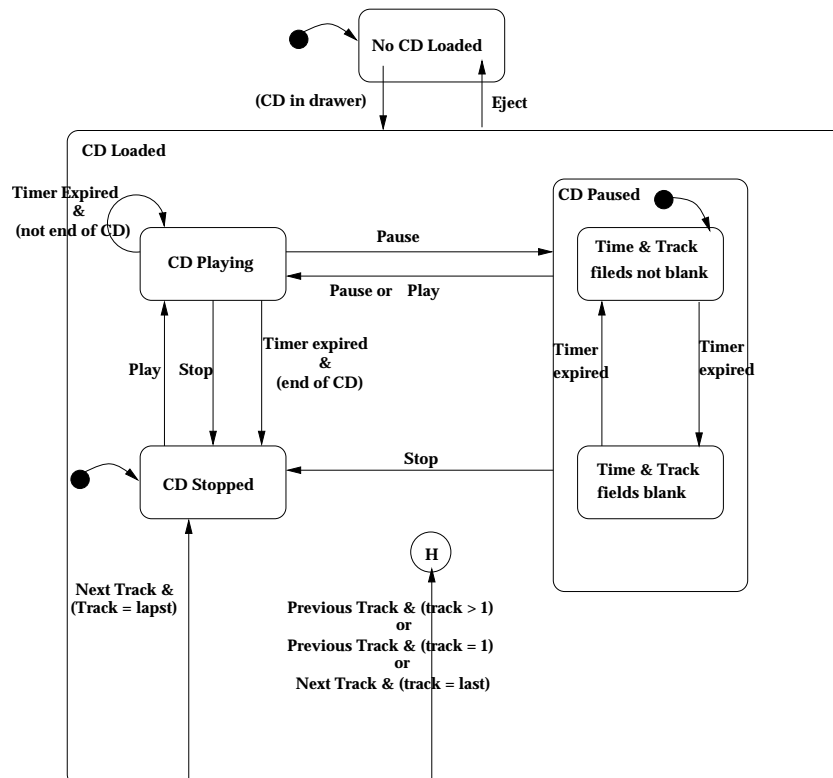 No CD Loaded
(CD in drawer)
Eject
CD Loaded
Timer Expired
&
(not end of CD)
CD Playing
Pause
Pause or Play
CD Paused
Time & Track
fileds not blank
Play
Stop
Timer expired
&
(end of CD)
Timer
expired
Timer
expired
CD Stopped
Stop
Time & Track
fields blank
H
Next Track &
(Track = lapst)
Previous Track & (track > 1)
or
Previous Track & (track = 1)
or
Next Track & (track = last)